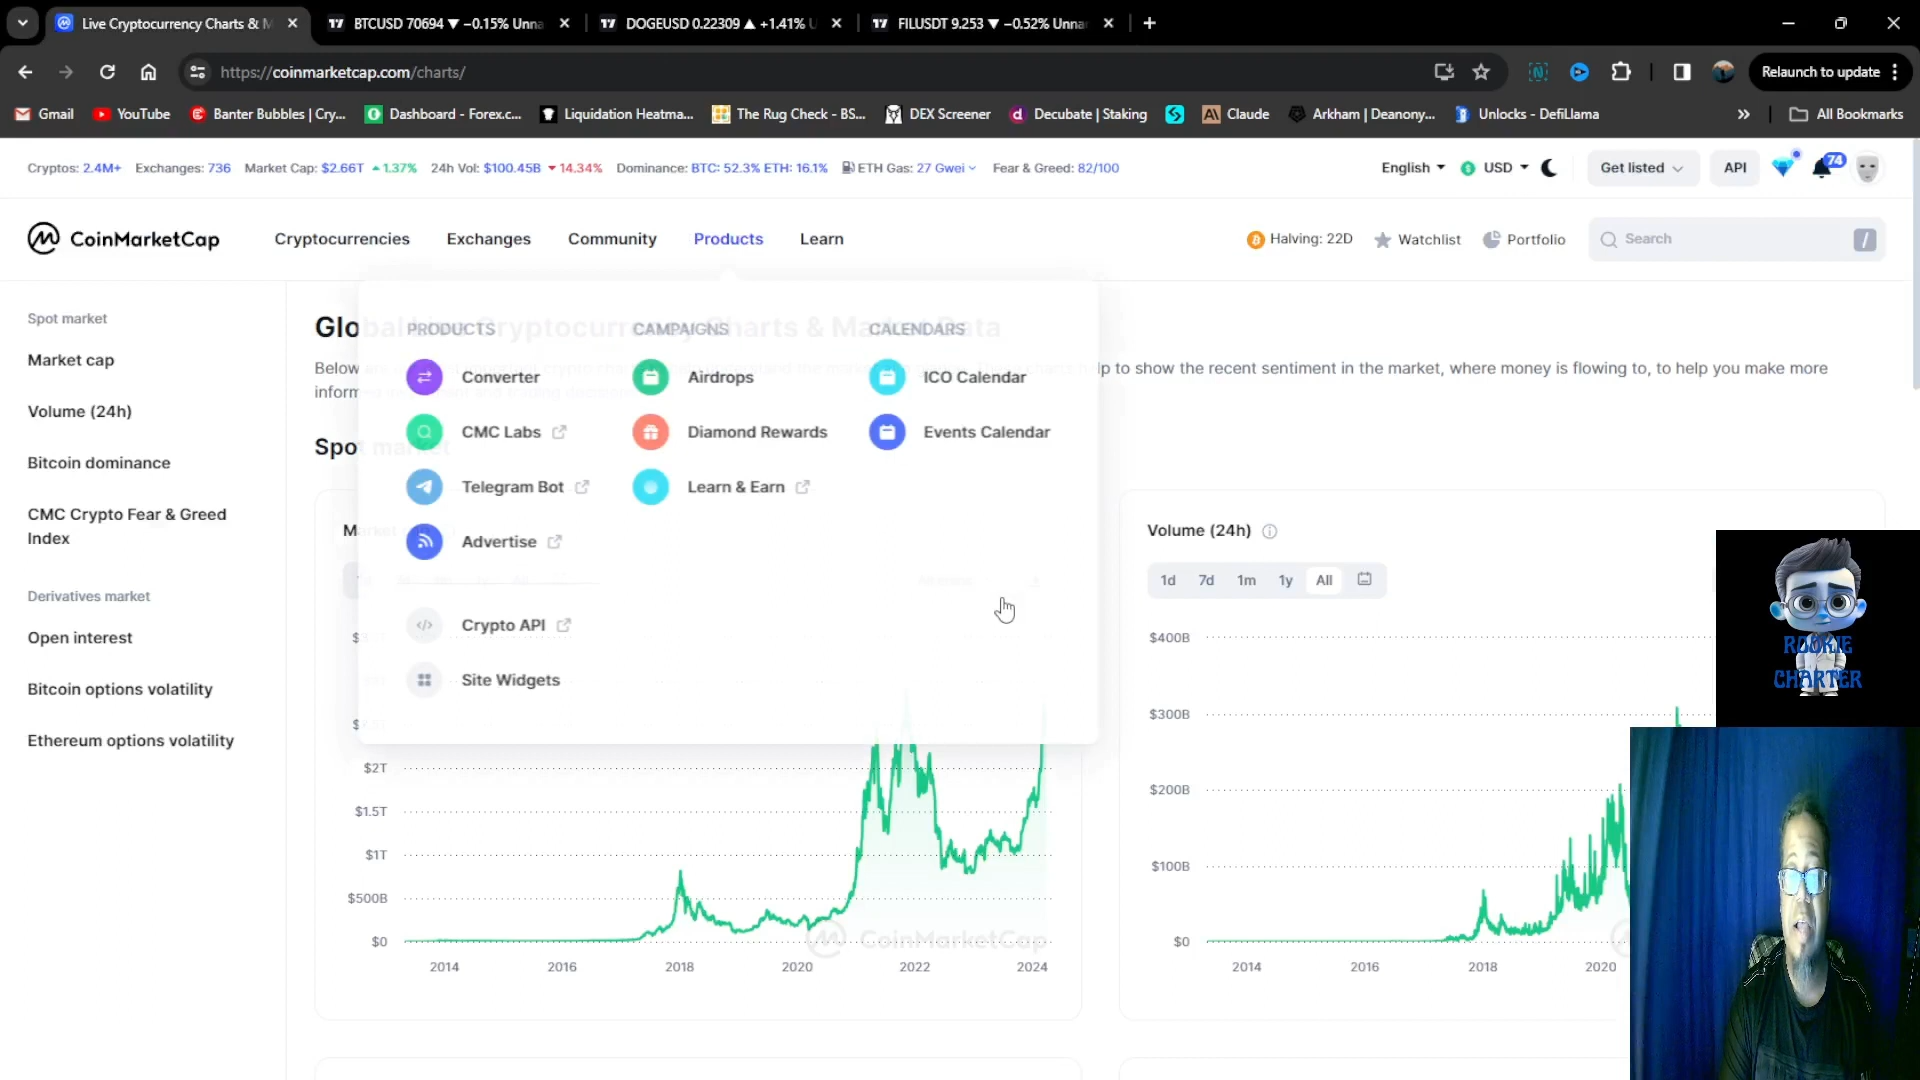 Live Cryptocurrency Charts & M
BTCUSD 70694 ▼ −0.15% Unna
DOGEUSD 0.22309 ▲ +1.41% U
FILUSDT 9.253 ▼ −0.52% Unna
https://coinmarketcap.com/charts/
Relaunch to update
Gmail
YouTube
Banter Bubbles | Cry...
Dashboard - Forex.c...
Liquidation Heatma...
The Rug Check - BS...
DEX Screener
Decubate | Staking
Claude
Arkham | Deanony...
Unlocks - DefiLlama
All Bookmarks
Cryptos: 2.4M+ Exchanges: 736 Market Cap: $2.66T ▲ 1.37% 24h Vol: $100.45B ▼ 14.34% Dominance: BTC: 52.3% ETH: 16.1% ETH Gas: 27 Gwei Fear & Greed: 82/100
English
USD
Get listed
API
74
CoinMarketCap
Cryptocurrencies
Exchanges
Community
Products
Learn
Halving: 22D
Watchlist
Portfolio
Search
/
Spot market
Market cap
Volume (24h)
Bitcoin dominance
CMC Crypto Fear & Greed
Index
Derivatives market
Open interest
Bitcoin options volatility
Ethereum options volatility
Global Live Cryptocurrency Charts & Market Data
Below
p to show the recent sentiment in the market, where money is flowing to, to help you make more
Spot market
PRODUCTS
Converter
CMC Labs
Telegram Bot
Advertise
Crypto API
Site Widgets
CAMPAIGNS
Airdrops
Diamond Rewards
Learn & Earn
CALENDARS
ICO Calendar
Events Calendar
$2T
$1.5T
$1T
$500B
$0
2014 2016 2018 2020 2022 2024
CoinMarketCap
Volume (24h)
1d 7d 1m 1y All
$400B
$300B
$200B
$100B
$0
2014 2016 2018 2020
ROOKIE
CHARTER